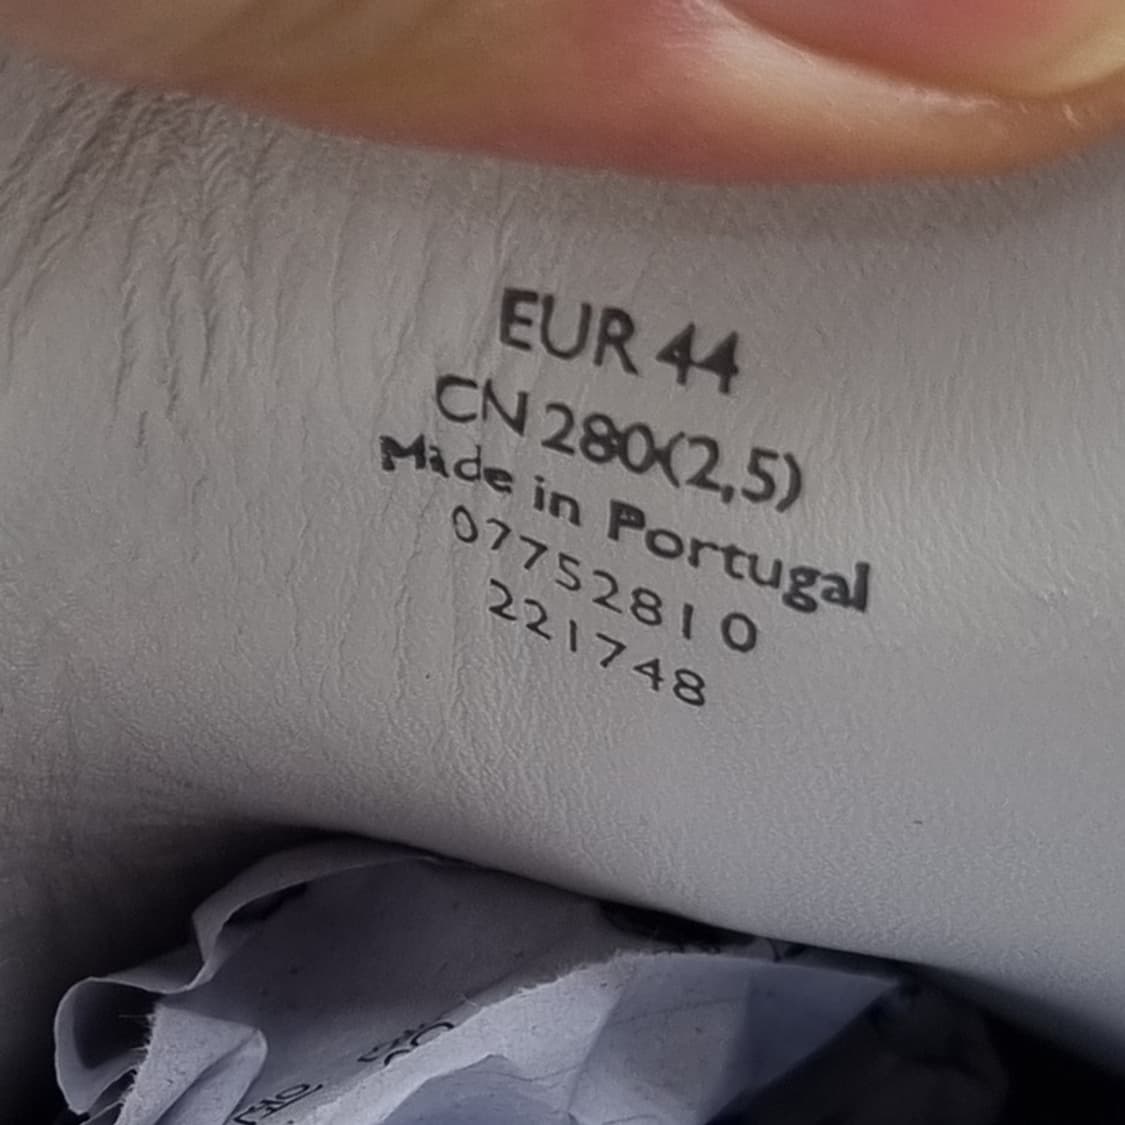 EUR 44
CN 280(2,5)
Made in Portugal
07752810
221748